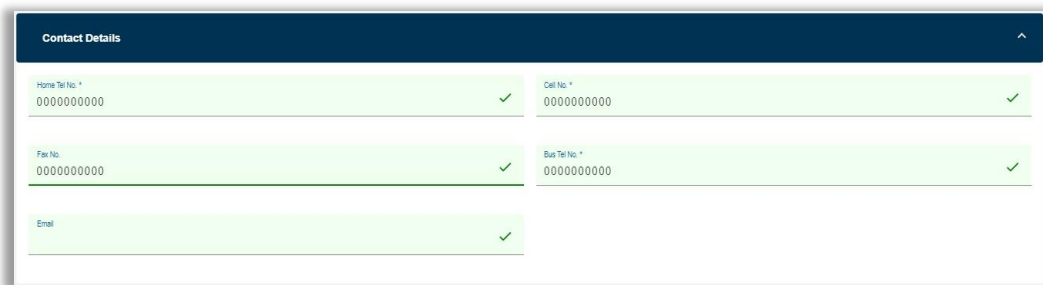 Contact Details
Home Tel No. *
0000000000
Cell No. *
0000000000
Fax No.
0000000000
Bus Tel No. *
0000000000
Email